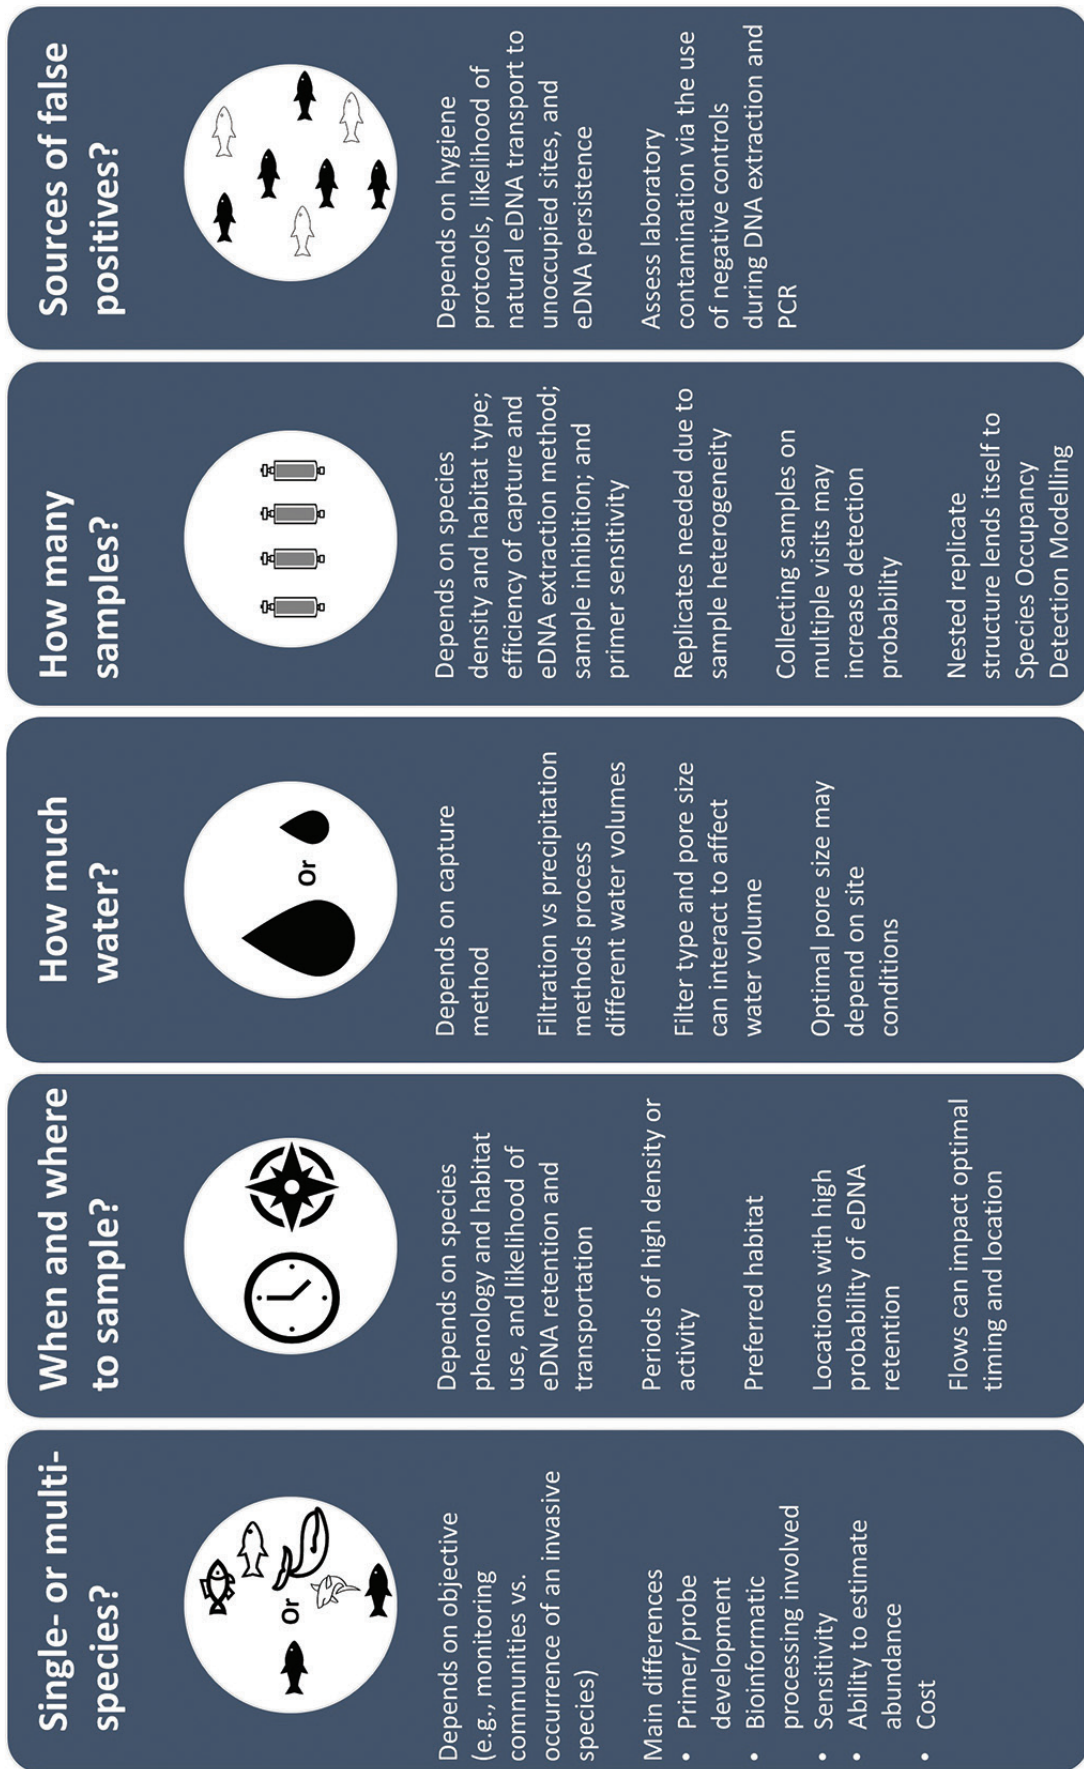 Single- or multi-
species?
Or
Depends on objective
(e.g., monitoring
communities vs.
occurrence of an invasive
species)
Main differences
• Primer/probe
development
• Bioinformatic
processing involved
• Sensitivity
• Ability to estimate
abundance
• Cost
When and where
to sample?
Depends on species
phenology and habitat
use, and likelihood of
eDNA retention and
transportation
Periods of high density or
activity
Preferred habitat
Locations with high
probability of eDNA
retention
Flows can impact optimal
timing and location
How much
water?
Or
Depends on capture
method
Filtration vs precipitation
methods process
different water volumes
Filter type and pore size
can interact to affect
water volume
Optimal pore size may
depend on site
conditions
How many
samples?
Depends on species
density and habitat type;
efficiency of capture and
eDNA extraction method;
sample inhibition; and
primer sensitivity
Replicates needed due to
sample heterogeneity
Collecting samples on
multiple visits may
increase detection
probability
Nested replicate
structure lends itself to
Species Occupancy
Detection Modelling
Sources of false
positives?
Depends on hygiene
protocols, likelihood of
natural eDNA transport to
unoccupied sites, and
eDNA persistence
Assess laboratory
contamination via the use
of negative controls
during DNA extraction and
PCR